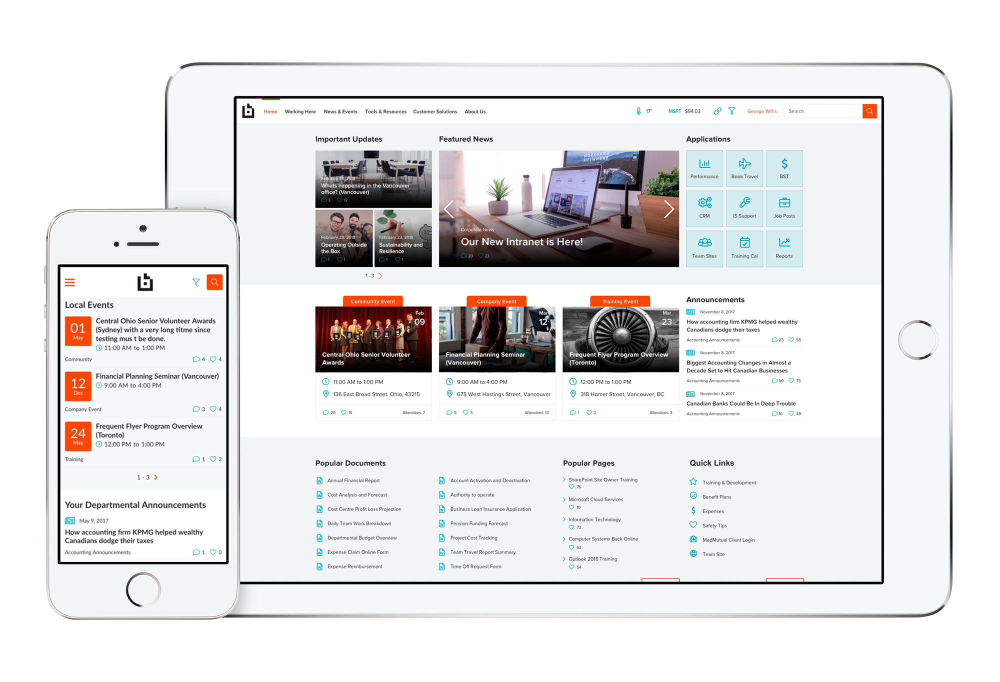 Home Working Here News & Events Tools & Resources Customer Solutions About Us
17° MSFT $94.03 George Willis Search
Important Updates
February 23, 2018
Whats happening in the Vancouver
office? (Vancouver)
3 12
February 23, 2018
Operating Outside
the Box
1 1
February 23, 2018
Sustainability and
Resilience
1 1
1 - 3
Featured News
WORKHARD
ANYWHERE
Corporate News
Our New Intranet is Here!
20 23
Applications
Performance Book Travel BST
CRM IS Support Job Posts
Team Sites Training Cal Reports
Community Event
Feb
09
Central Ohio Senior Volunteer
Awards
11:00 AM to 1:00 PM
136 East Broad Street, Ohio, 43215
20 15 Attendees: 7
Company Event
Mar
12
Financial Planning Seminar
(Vancouver)
9:00 AM to 4:00 PM
675 West Hastings Street, Vancouver
5 3 Attendees: 13
Training Event
Mar
23
Frequent Flyer Program Overview
(Toronto)
12:00 PM to 1:00 PM
318 Homer Street, Vancouver, BC
1 2 Attendees: 3
Announcements
November 8, 2017
How accounting firm KPMG helped wealthy
Canadians dodge their taxes
Accounting Announcements 23 55
November 8, 2017
Biggest Accounting Changes in Almost a
Decade Set to Hit Canadian Businesses
Accounting Announcements 50 73
November 8, 2017
Canadian Banks Could Be In Deep Trouble
Accounting Announcements 16 49
Popular Documents
Annual Financial Report
Cost Analysis and Forecast
Cost Centre Profit Loss Projection
Daily Team Work Breakdown
Departmental Budget Overview
Expense Claim Online Form
Expense Reimbursement
Account Activation and Deactivation
Authority to operate
Business Loan Insurance Application
Pension Funding Forecast
Project Cost Tracking
Team Travel Report Summary
Time Off Request Form
Popular Pages
SharePoint Site Owner Training
76
Microsoft Cloud Services
10
Information Technology
73
Computer Systems Back Online
63
Outlook 2018 Training
54
Quick Links
Training & Development
Benefit Plans
Expenses
Safety Tips
MedMutual Client Login
Team Site
Local Events
01
May
Central Ohio Senior Volunteer Awards
(Sydney) with a very long titme since
testing mus t be done.
11:00 AM to 1:00 PM
Community 4 4
12
Dec
Financial Planning Seminar (Vancouver)
9:00 AM to 4:00 PM
Company Event 3 4
24
May
Frequent Flyer Program Overview
(Toronto)
12:00 PM to 1:00 PM
Training 1 2
1 - 3
Your Departmental Announcements
May 9, 2017
How accounting firm KPMG helped wealthy
Canadians dodge their taxes
Accounting Announcements 1 0